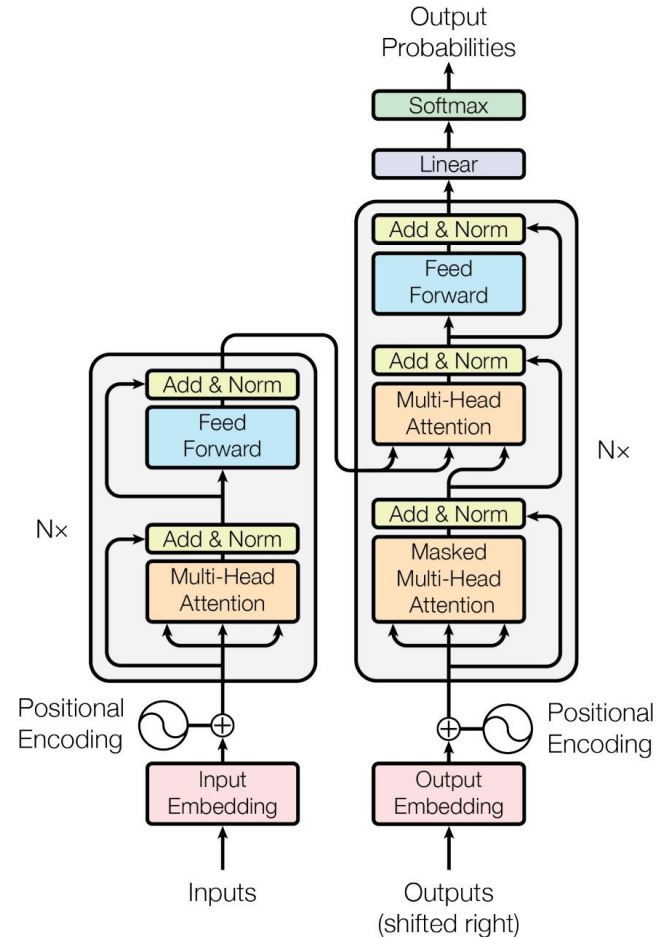 Output
Probabilities
Softmax
Linear
Add & Norm
Feed
Forward
Add & Norm
Multi-Head
Attention
Add & Norm
Masked
Multi-Head
Attention
N×
Add & Norm
Feed
Forward
Add & Norm
Multi-Head
Attention
N×
Positional
Encoding
Positional
Encoding
Input
Embedding
Output
Embedding
Inputs
Outputs
(shifted right)